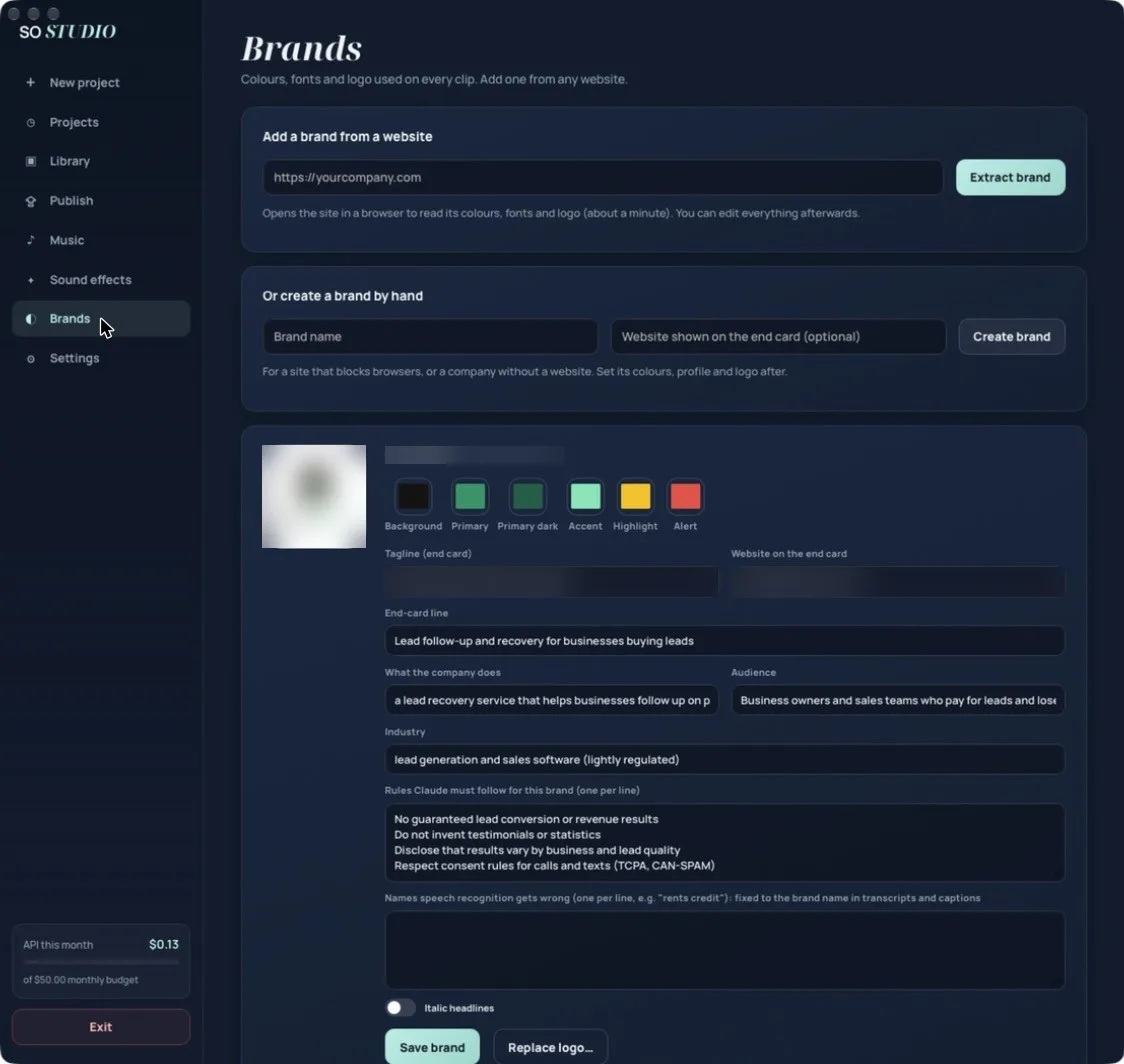 SO STUDIO
New project
Projects
Library
Publish
Music
Sound effects
Brands
Settings
API this month $0.13
of $50.00 monthly budget
Exit
Brands
Colours, fonts and logo used on every clip. Add one from any website.
Add a brand from a website
https://yourcompany.com
Extract brand
Opens the site in a browser to read its colours, fonts and logo (about a minute). You can edit everything afterwards.
Or create a brand by hand
Brand name
Website shown on the end card (optional)
Create brand
For a site that blocks browsers, or a company without a website. Set its colours, profile and logo after.
Background Primary Primary dark Accent Highlight Alert
Tagline (end card)
Website on the end card
End-card line
Lead follow-up and recovery for businesses buying leads
What the company does
a lead recovery service that helps businesses follow up on p
Audience
Business owners and sales teams who pay for leads and lose
Industry
lead generation and sales software (lightly regulated)
Rules Claude must follow for this brand (one per line)
No guaranteed lead conversion or revenue results
Do not invent testimonials or statistics
Disclose that results vary by business and lead quality
Respect consent rules for calls and texts (TCPA, CAN-SPAM)
Names speech recognition gets wrong (one per line, e.g. "rents credit"): fixed to the brand name in transcripts and captions
Italic headlines
Save brand
Replace logo...